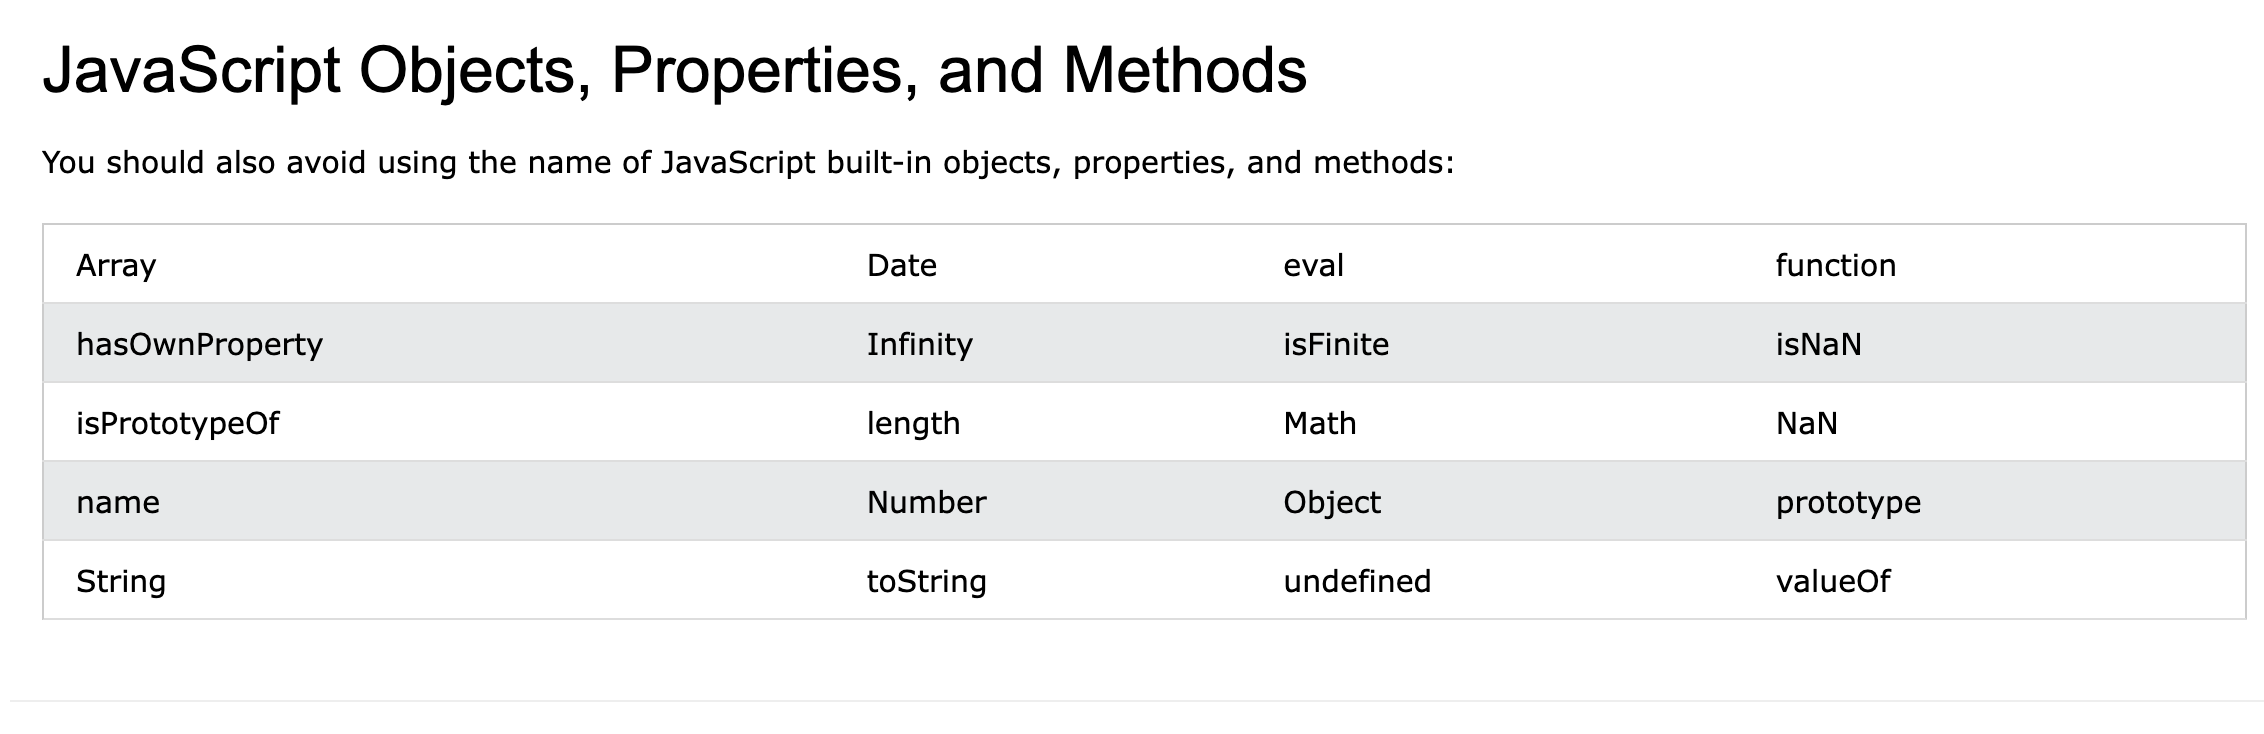 JavaScript Objects, Properties, and Methods
You should also avoid using the name of JavaScript built-in objects, properties, and methods:
Array Date eval function
hasOwnProperty Infinity isFinite isNaN
isPrototypeOf length Math NaN
name Number Object prototype
String toString undefined valueOf